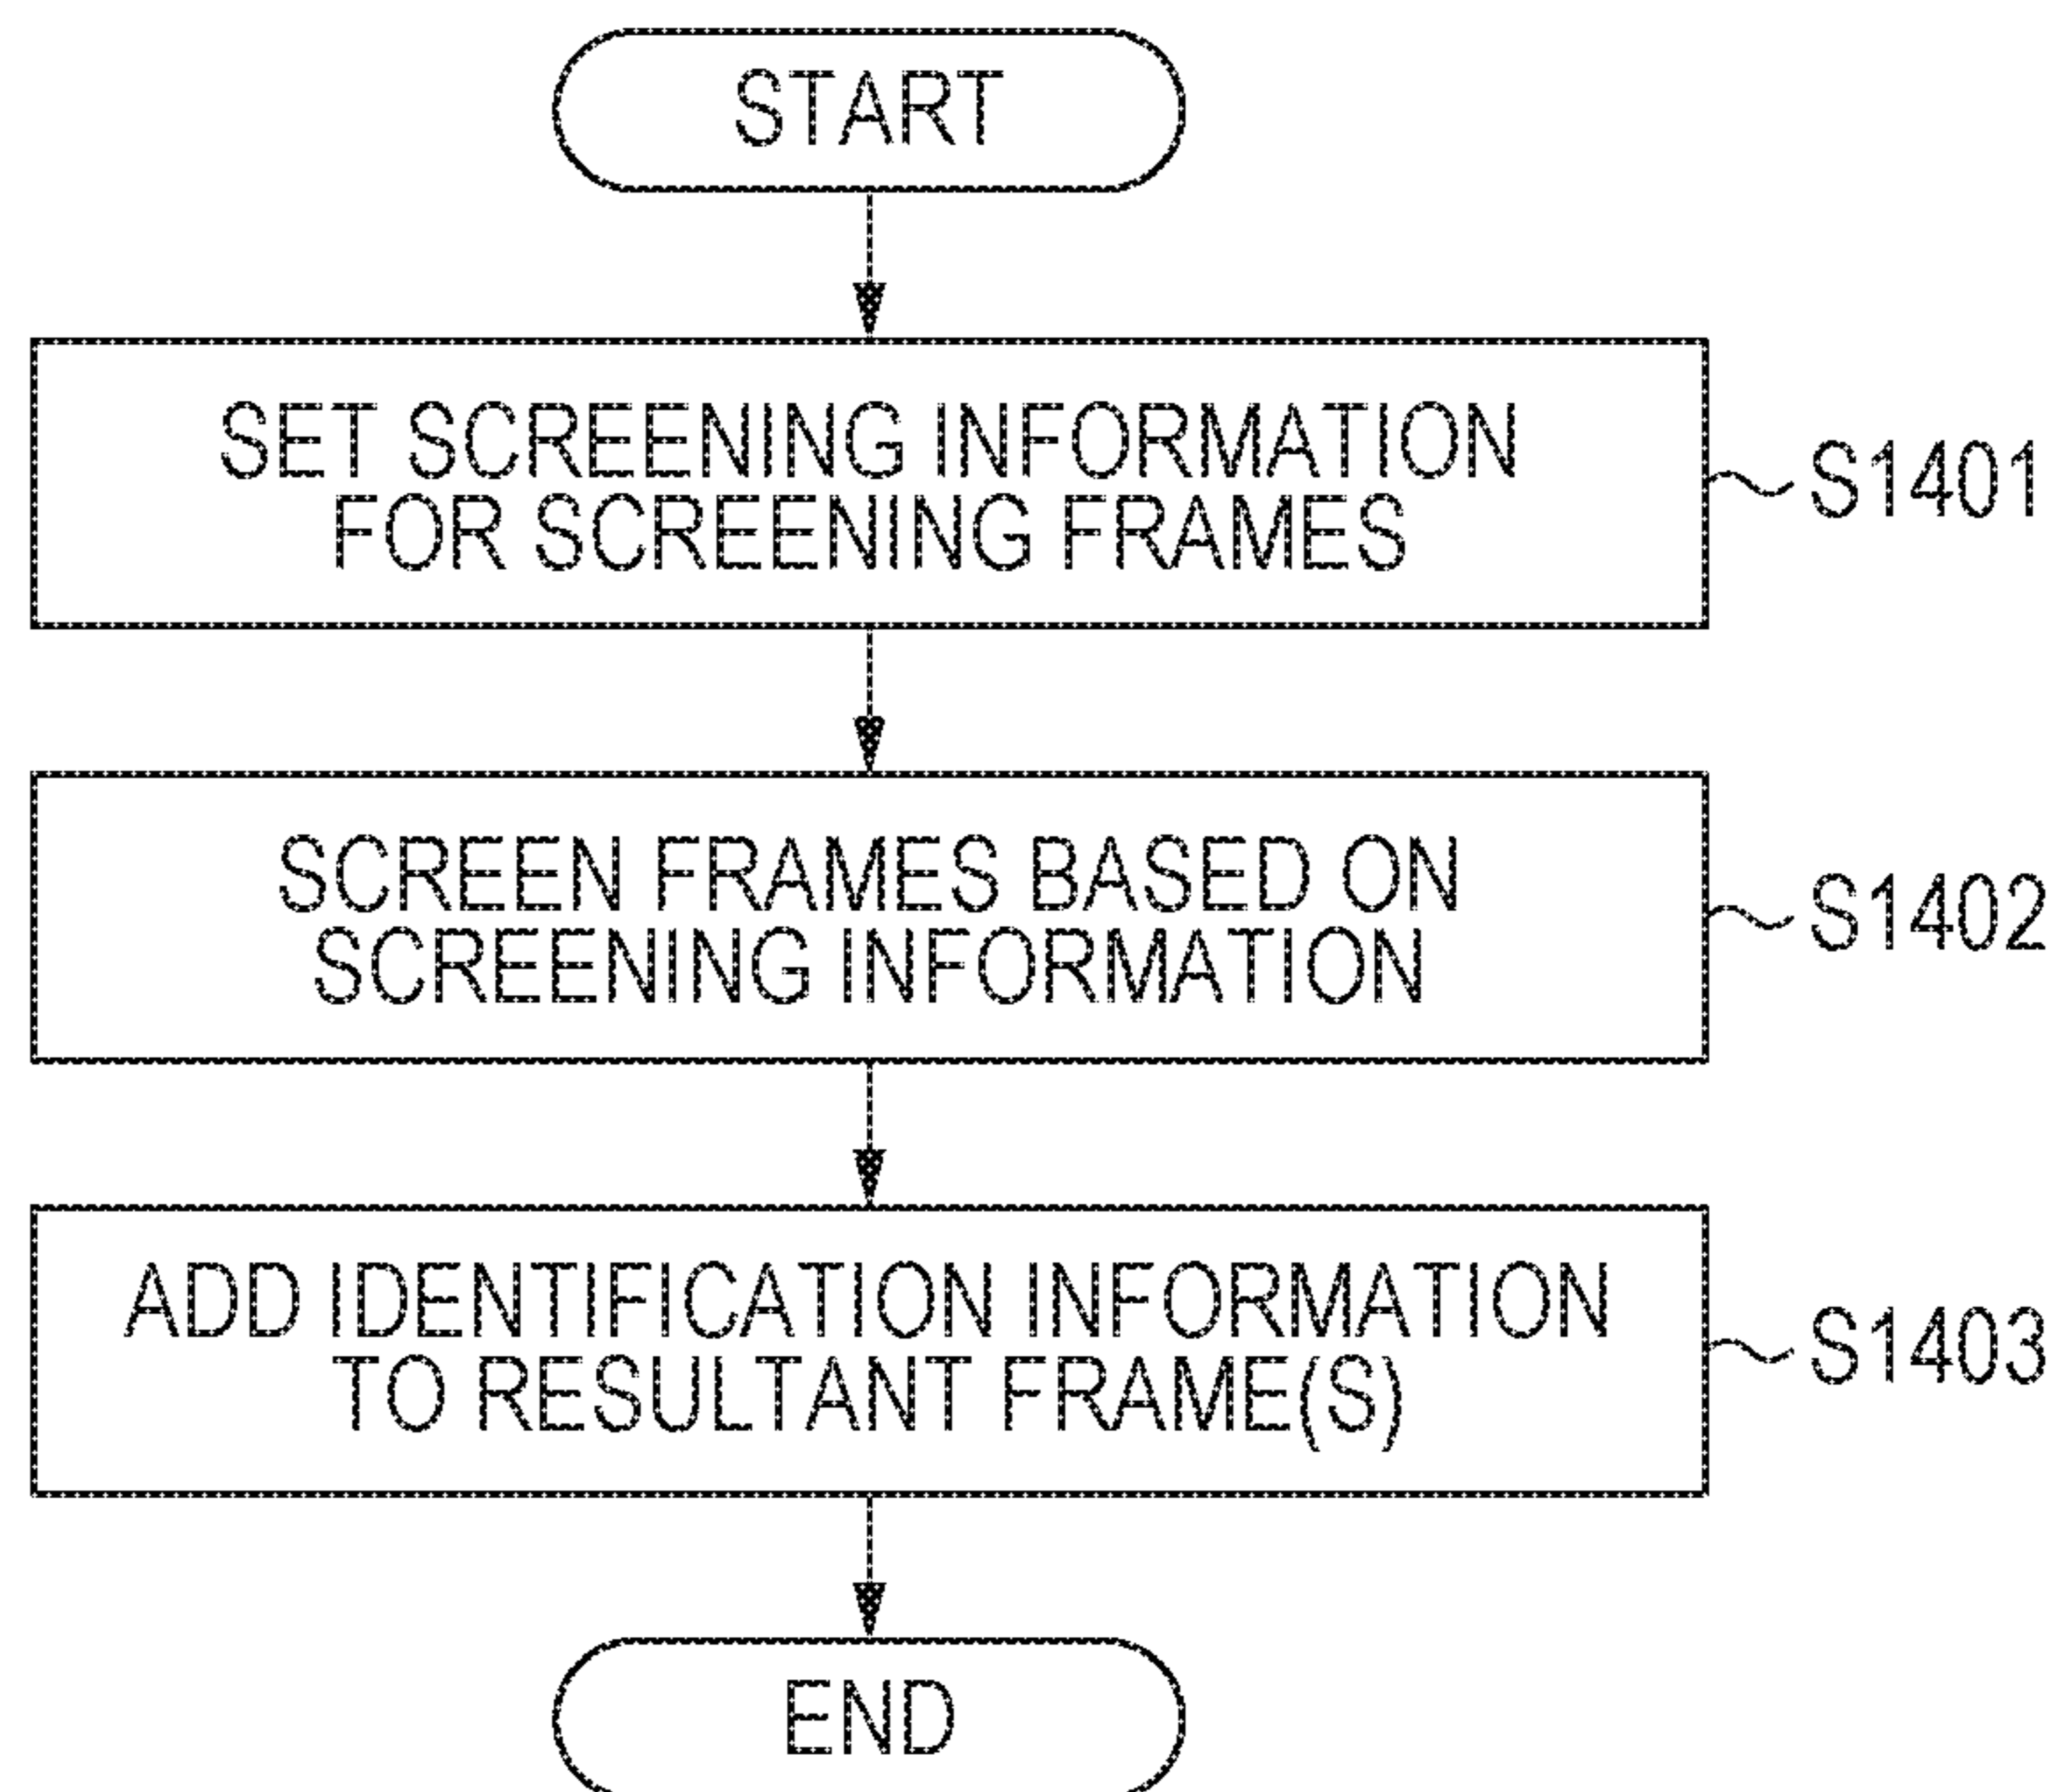 START
SET SCREENING INFORMATION
FOR SCREENING FRAMES
S1401
SCREEN FRAMES BASED ON
SCREENING INFORMATION
S1402
ADD IDENTIFICATION INFORMATION
TO RESULTANT FRAME(S)
S1403
END